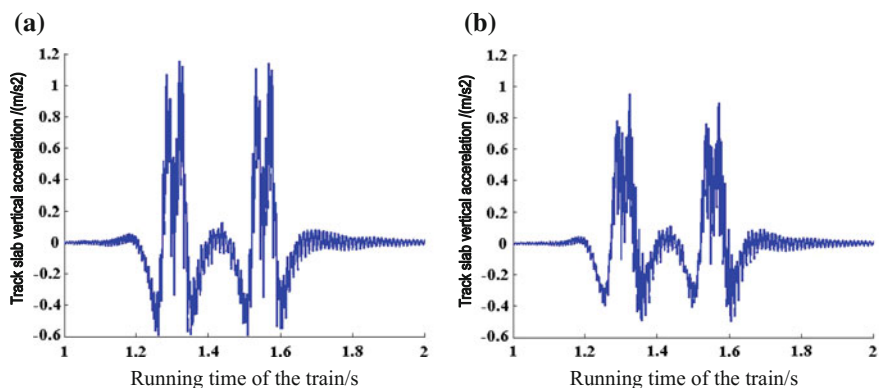 (a)
Track slab vertical accerelation /(m/s2)
1.2
1
0.8
0.6
0.4
0.2
0
-0.2
-0.4
-0.6
1 1.2 1.4 1.6 1.8 2
Running time of the train/s
(b)
Track slab vertical accerelation /(m/s2)
1.2
1
0.8
0.6
0.4
0.2
0
-0.2
-0.4
-0.6
1 1.2 1.4 1.6 1.8 2
Running time of the train/s